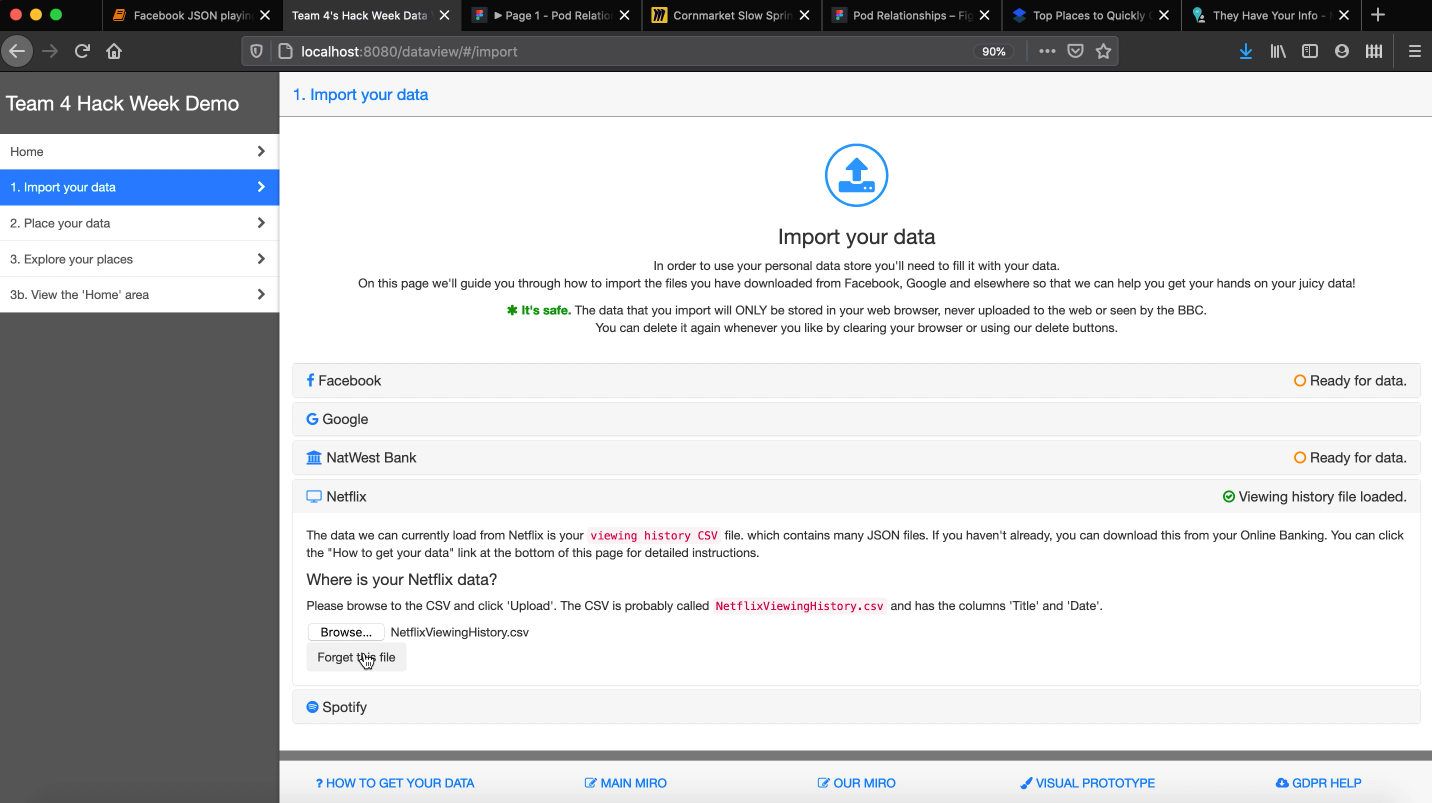 Facebook JSON playin
Team 4's Hack Week Data
▶ Page 1 - Pod Relation
Cornmarket Slow Sprin
Pod Relationships – Fig
Top Places to Quickly
They Have Your Info -
localhost:8080/dataview/#/import
90%
Team 4 Hack Week Demo
Home
1. Import your data
2. Place your data
3. Explore your places
3b. View the 'Home' area
1. Import your data
Import your data
In order to use your personal data store you'll need to fill it with your data.
On this page we'll guide you through how to import the files you have downloaded from Facebook, Google and elsewhere so that we can help you get your hands on your juicy data!
✱ It's safe. The data that you import will ONLY be stored in your web browser, never uploaded to the web or seen by the BBC.
You can delete it again whenever you like by clearing your browser or using our delete buttons.
Facebook
Ready for data.
Google
NatWest Bank
Ready for data.
Netflix
Viewing history file loaded.
The data we can currently load from Netflix is your viewing history CSV file. which contains many JSON files. If you haven't already, you can download this from your Online Banking. You can click
the "How to get your data" link at the bottom of this page for detailed instructions.
Where is your Netflix data?
Please browse to the CSV and click 'Upload'. The CSV is probably called NetflixViewingHistory.csv and has the columns 'Title' and 'Date'.
Browse... NetflixViewingHistory.csv
Forget this file
Spotify
? HOW TO GET YOUR DATA
MAIN MIRO
OUR MIRO
VISUAL PROTOTYPE
GDPR HELP